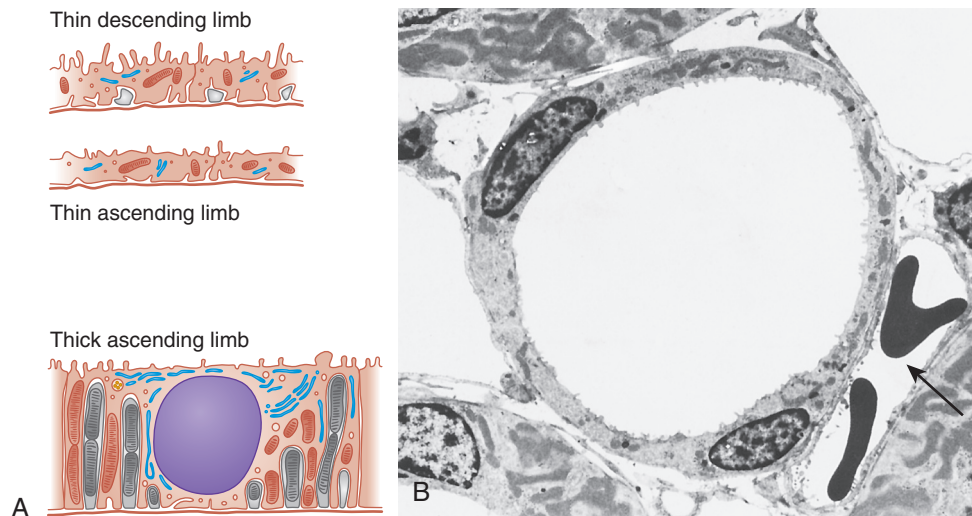 Thin descending limb
Thin ascending limb
Thick ascending limb
A
B